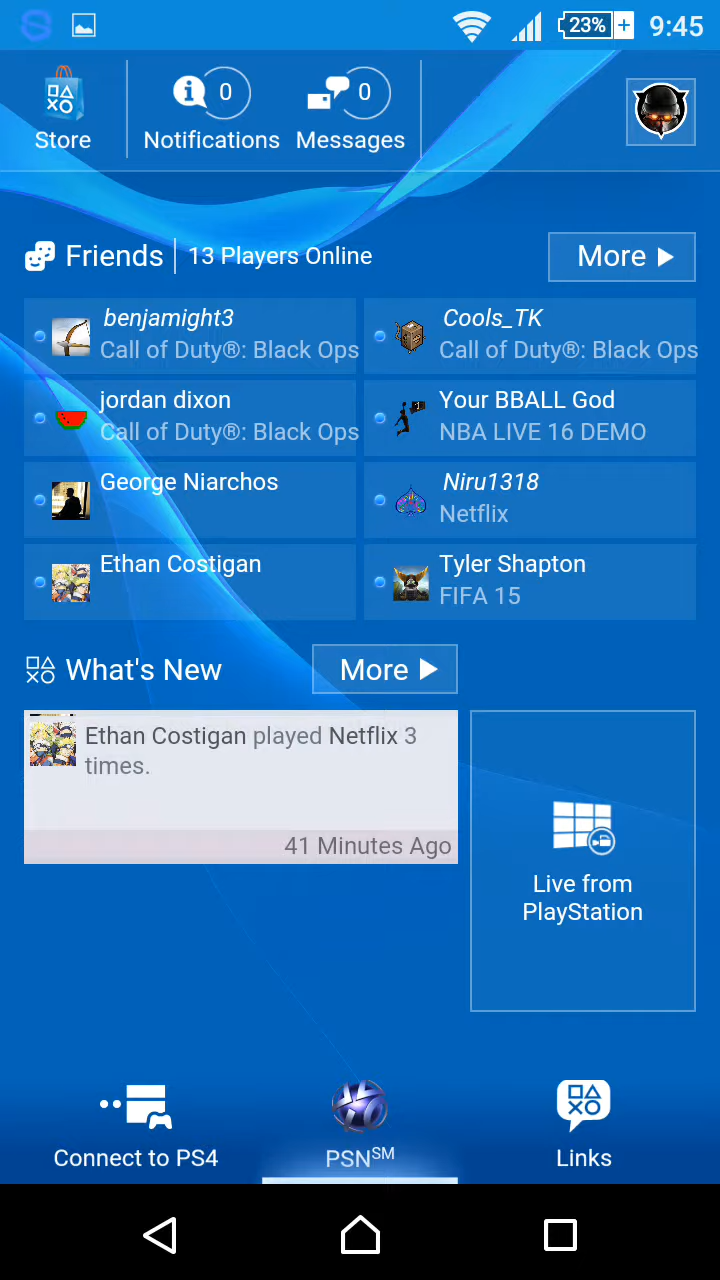 23%
9:45
0
0
Store
Notifications
Messages
Friends
13 Players Online
More
benjamight3
Call of Duty®: Black Ops
Cools_TK
Call of Duty®: Black Ops
jordan dixon
Call of Duty®: Black Ops
Your BBALL God
NBA LIVE 16 DEMO
George Niarchos
Niru1318
Netflix
Ethan Costigan
Tyler Shapton
FIFA 15
What's New
More
Ethan Costigan played Netflix 3
times.
41 Minutes Ago
Live from
PlayStation
Connect to PS4
PSN℠
Links